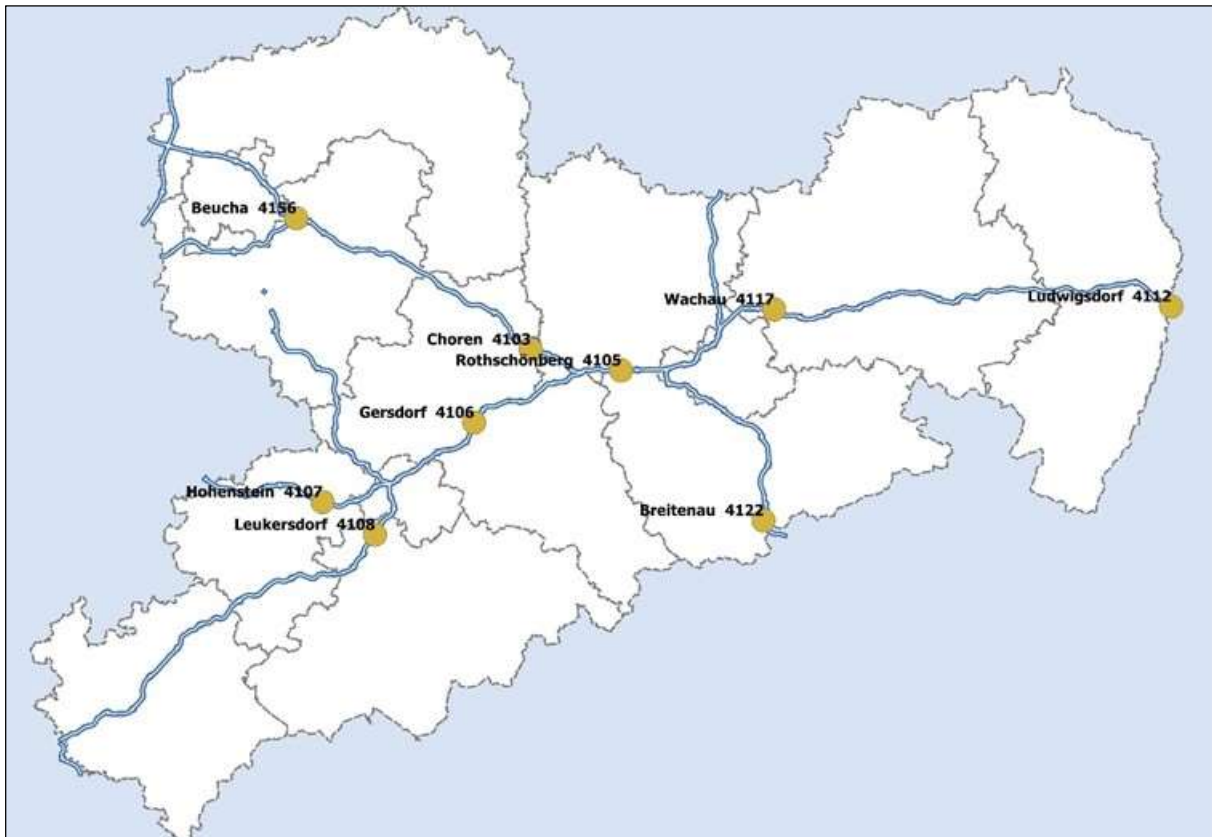 Beucha 4156
Wachau 4117
Ludwigsdorf 4112
Choren 4103
Rothschönberg 4105
Gersdorf 4106
Hohenstein 4107
Breitenau 4122
Leukersdorf 4108